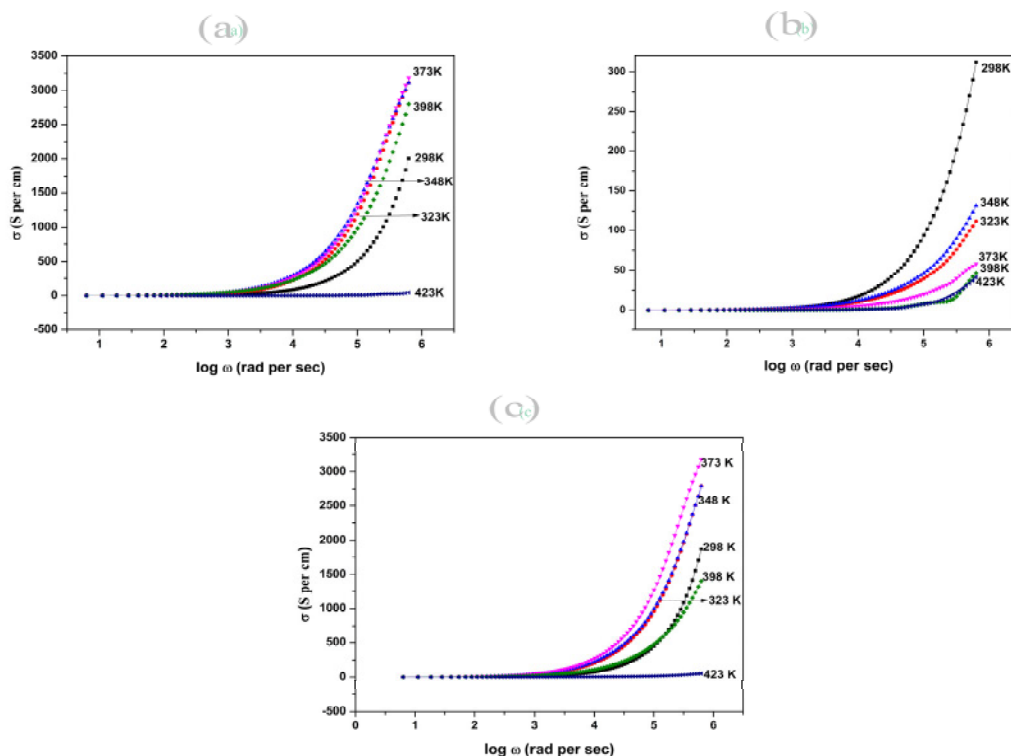 (a)
(a)
3500
3000
2500
2000
1500
1000
500
0
-500
σ (S per cm)
373K
398K
298K
348K
323K
423K
1 2 3 4 5 6
log ω (rad per sec)
(b)
(b)
300
250
200
150
100
50
0
σ (S per cm)
298K
348K
323K
373K
398K
423K
1 2 3 4 5 6
log ω (rad per sec)
(c)
(c)
3500
3000
2500
2000
1500
1000
500
0
-500
σ (S per cm)
373 K
348 K
298 K
398 K
323 K
423 K
0 1 2 3 4 5 6
log ω (rad per sec)